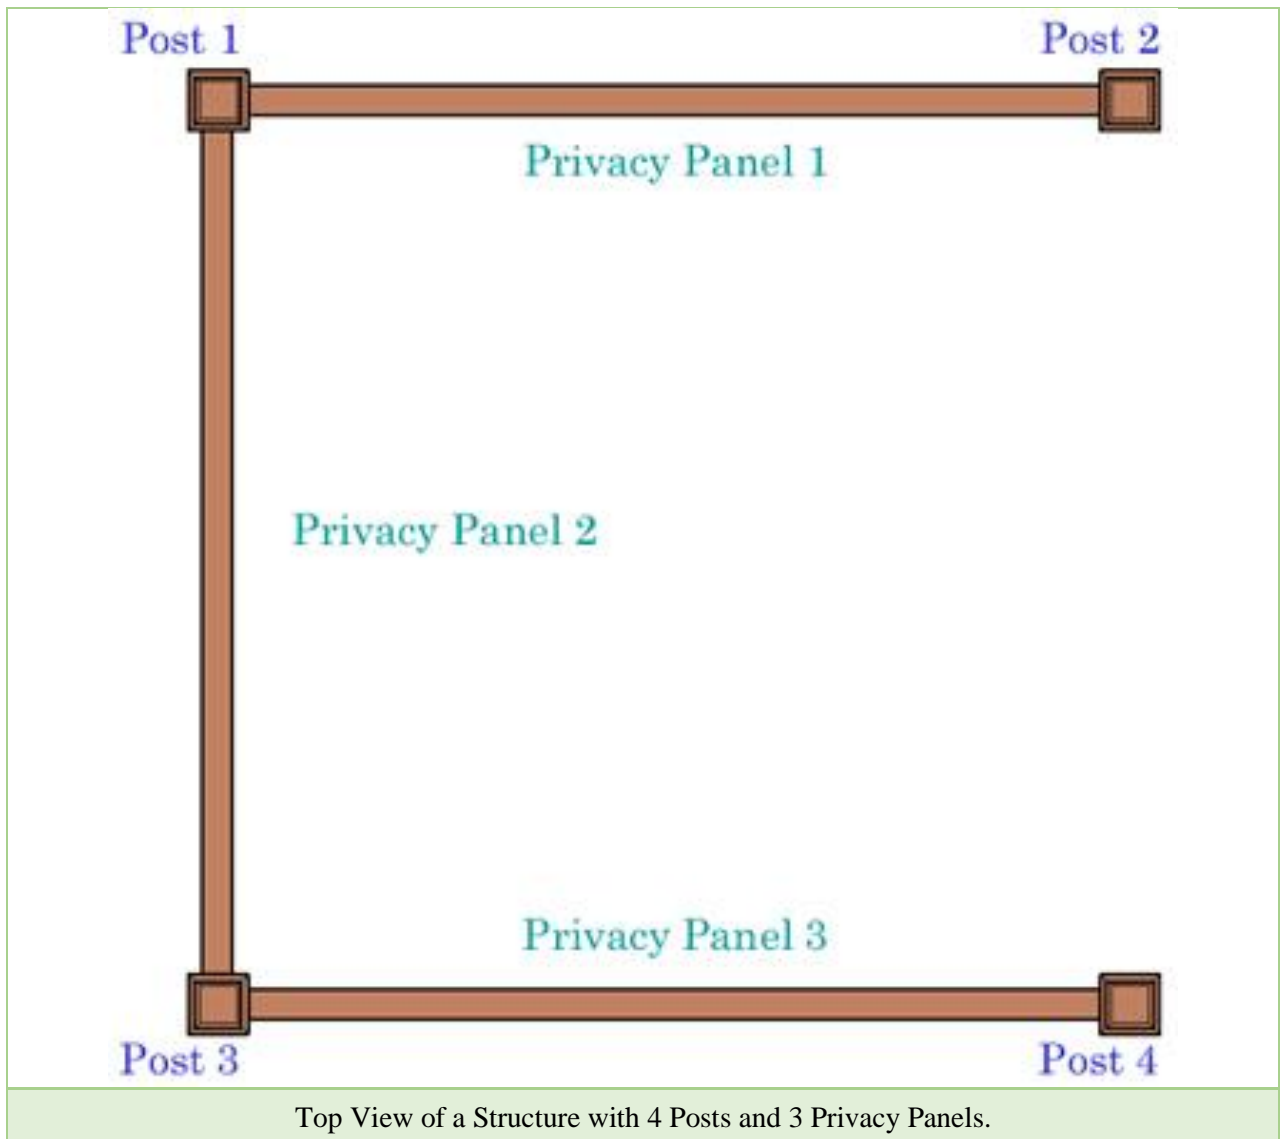 Post 1
Post 2
Privacy Panel 1
Privacy Panel 2
Privacy Panel 3
Post 3
Post 4
Top View of a Structure with 4 Posts and 3 Privacy Panels.